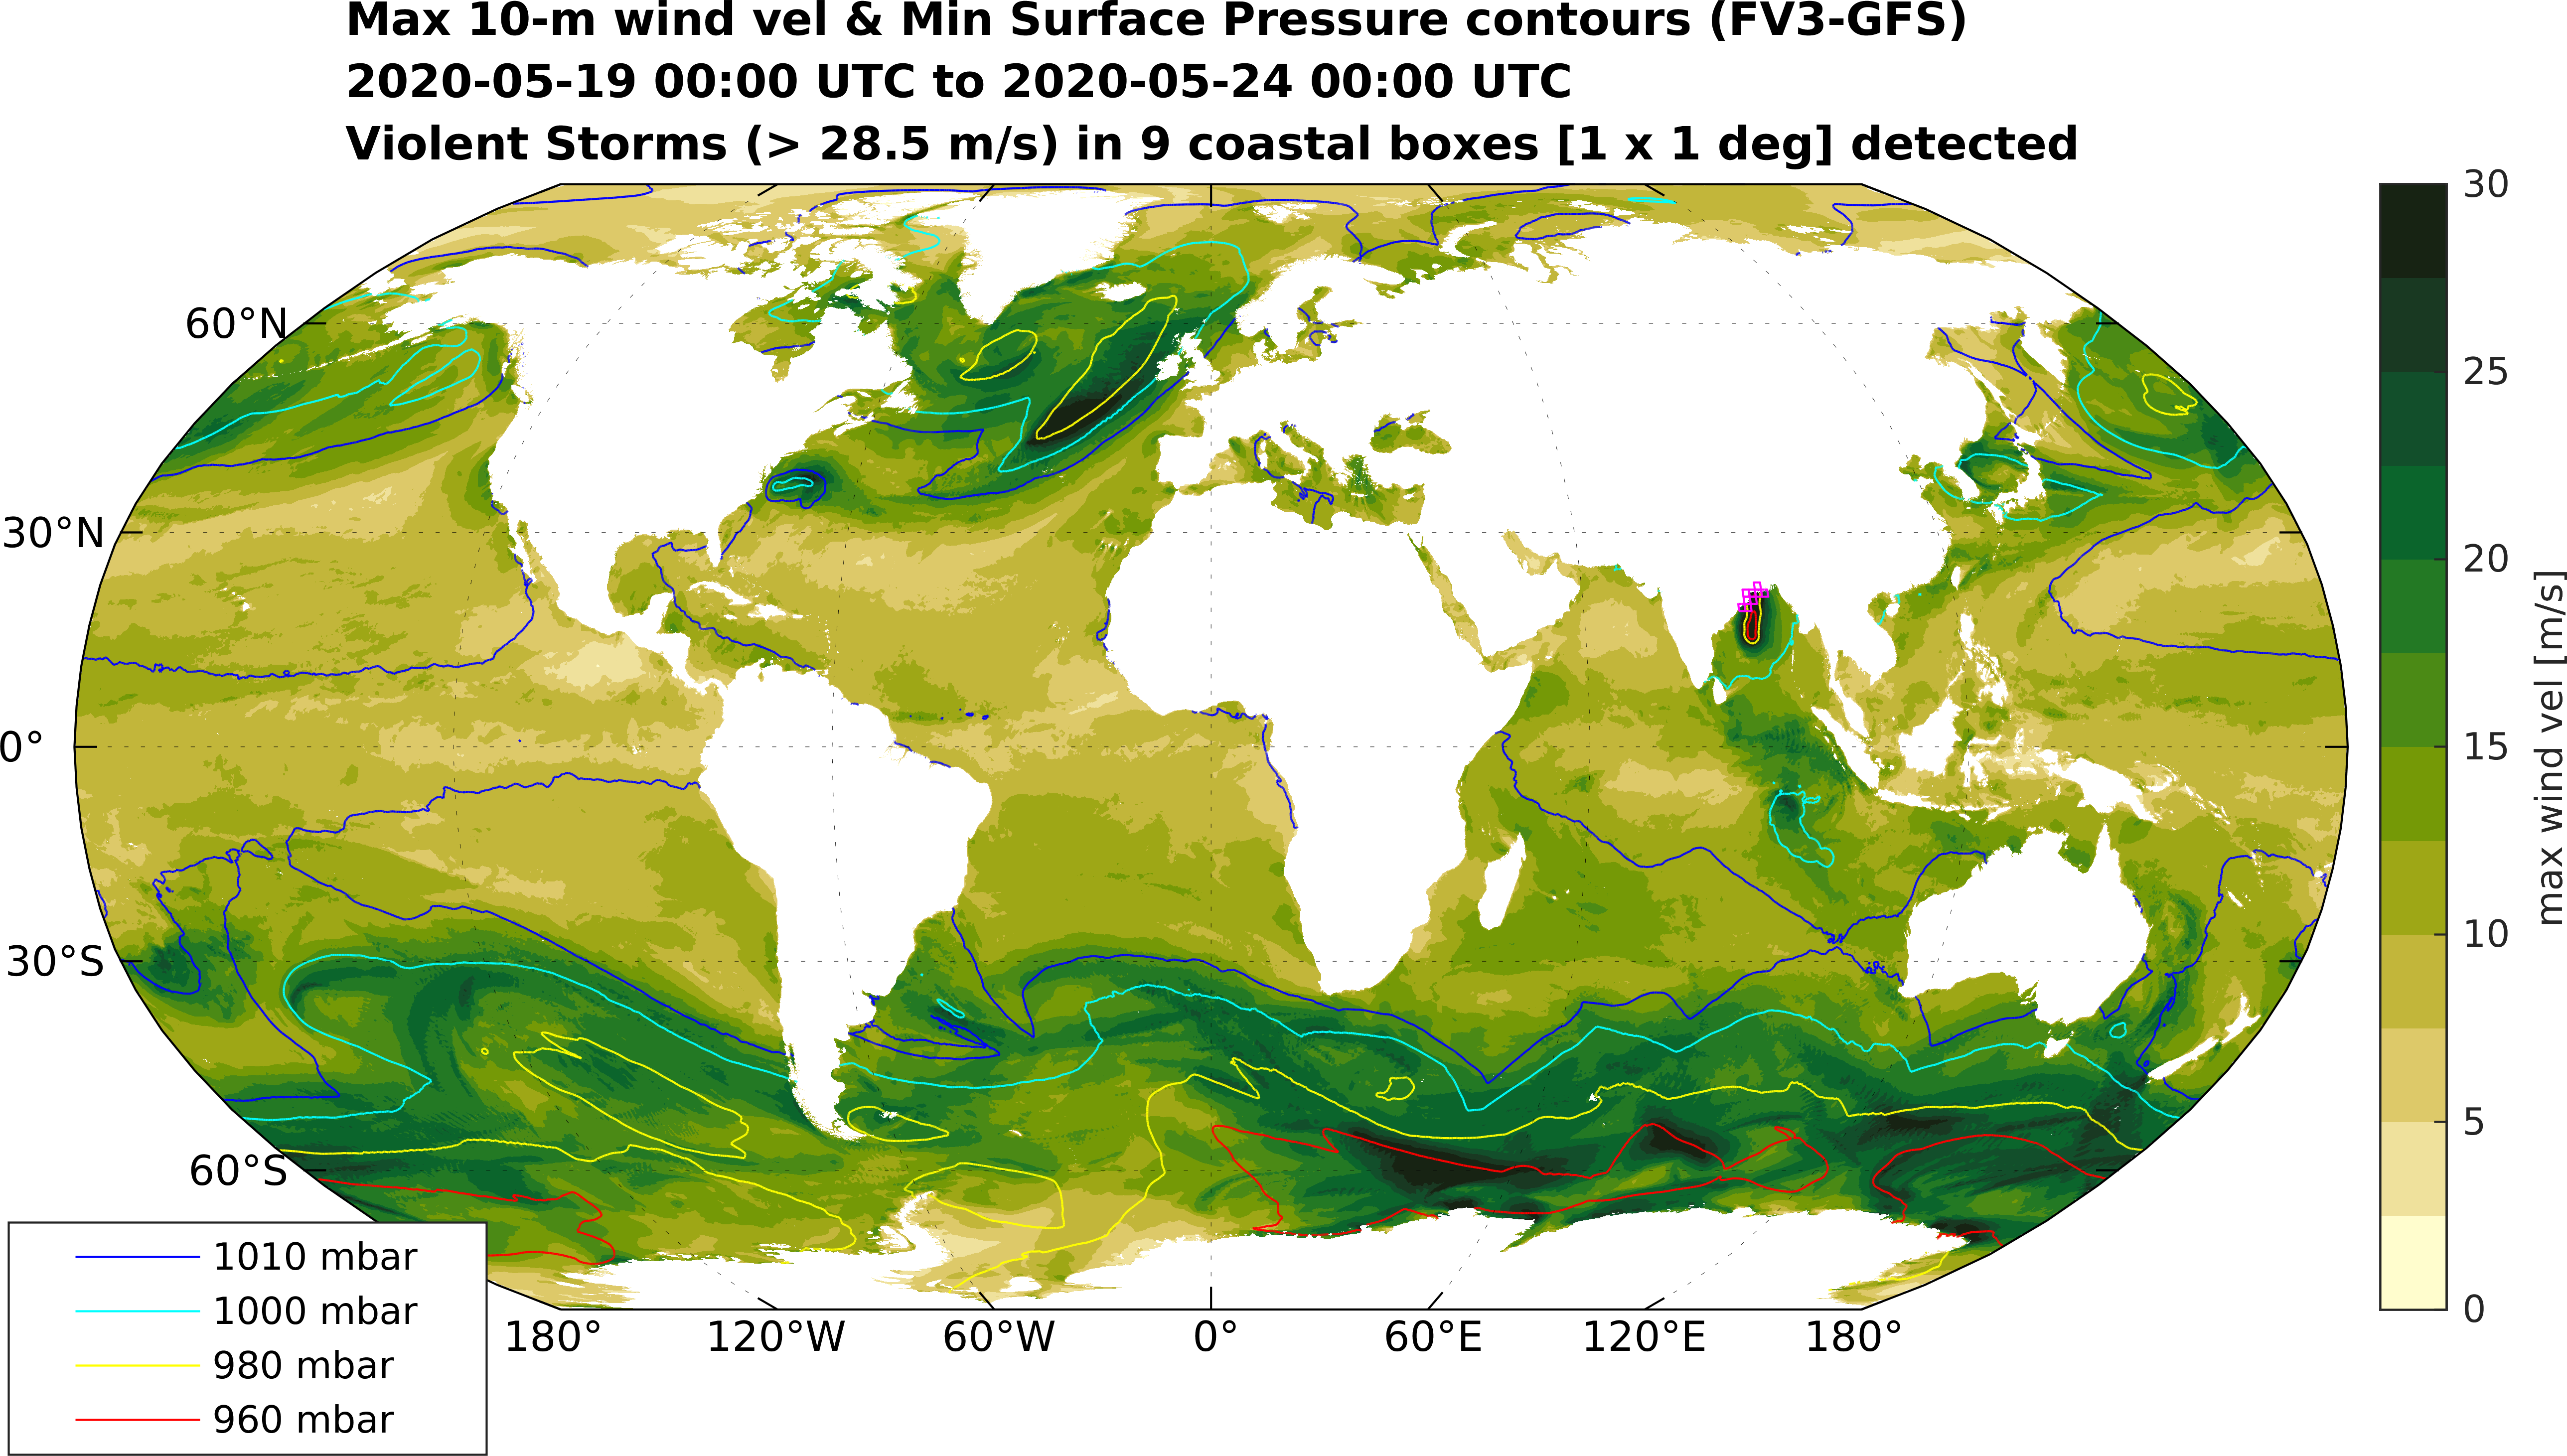 Max 10-m wind vel & Min Surface Pressure contours (FV3-GFS)
2020-05-19 00:00 UTC to 2020-05-24 00:00 UTC
Violent Storms (> 28.5 m/s) in 9 coastal boxes [1 x 1 deg] detected
60°N
30°N
0°
30°S
60°S
180°
120°W
60°W
0°
60°E
120°E
180°
1010 mbar
1000 mbar
980 mbar
960 mbar
30
25
20
15
10
5
0
max wind vel [m/s]